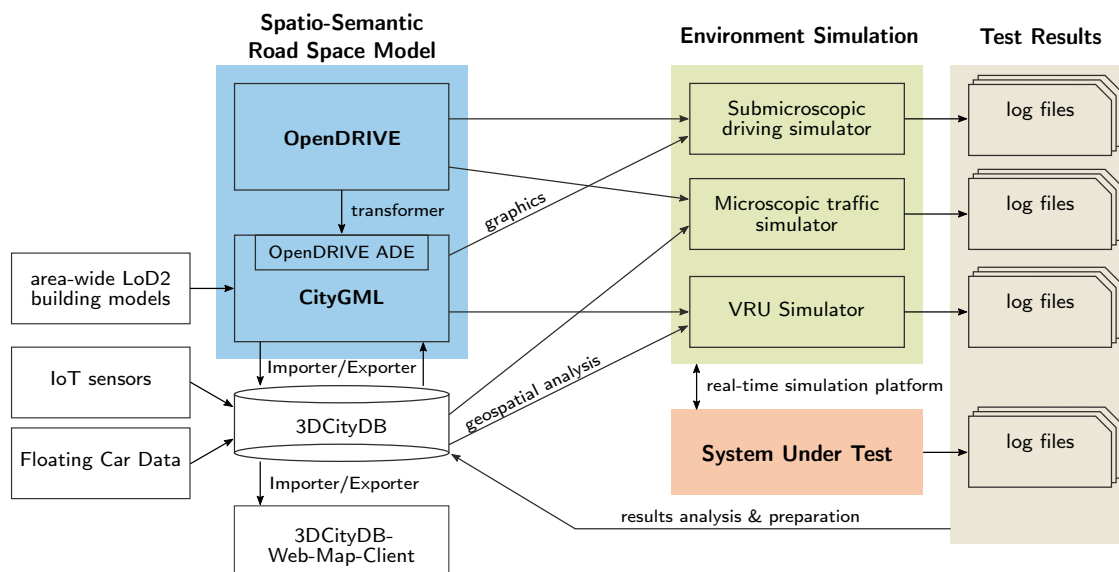 Spatio-Semantic
Road Space Model
Environment Simulation
Test Results
OpenDRIVE
Submicroscopic
driving simulator
log files
transformer
graphics
Microscopic traffic
simulator
log files
OpenDRIVE ADE
CityGML
area-wide LoD2
building models
VRU Simulator
log files
Importer/Exporter
IoT sensors
geospatial analysis
real-time simulation platform
3DCityDB
Floating Car Data
System Under Test
log files
Importer/Exporter
results analysis & preparation
3DCityDB-
Web-Map-Client